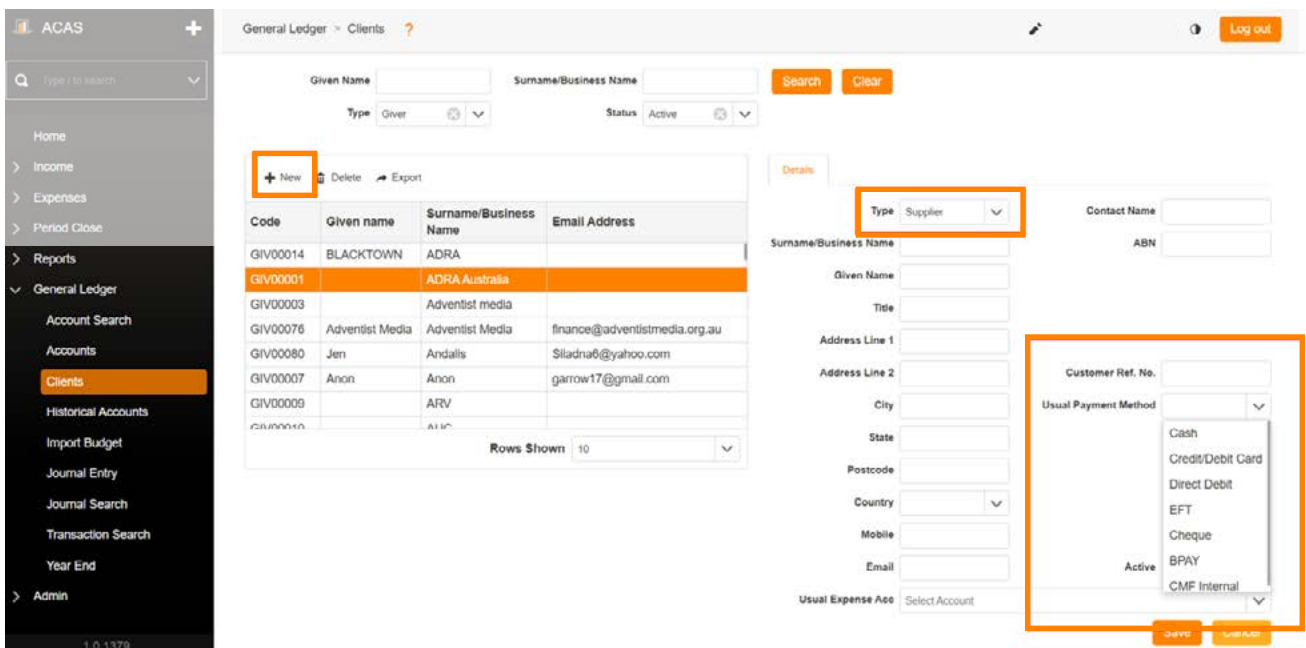 ACAS
General Ledger > Clients ?
Log out
Type / to search
Given Name
Surname/Business Name
Search
Clear
Type Giver
Status Active
Home
Income
Expenses
Period Close
Reports
General Ledger
Account Search
Accounts
Clients
Historical Accounts
Import Budget
Journal Entry
Journal Search
Transaction Search
Year End
Admin
1.0.1379
New Delete Export
Code Given name Surname/Business Name Email Address
GIV00014 BLACKTOWN ADRA
GIV00001 ADRA Australia
GIV00003 Adventist media
GIV00076 Adventist Media Adventist Media finance@adventistmedia.org.au
GIV00080 Jen Andalis Siladna6@yahoo.com
GIV00007 Anon Anon garrow17@gmail.com
GIV00009 ARV
GIV00010 AUC
Rows Shown 10
Details
Type Supplier
Contact Name
Surname/Business Name
ABN
Given Name
Title
Address Line 1
Address Line 2
Customer Ref. No.
City
Usual Payment Method
State
Postcode
Country
Mobile
Email
Active
Cash
Credit/Debit Card
Direct Debit
EFT
Cheque
BPAY
CMF Internal
Usual Expense Acc Select Account
Save Cancel